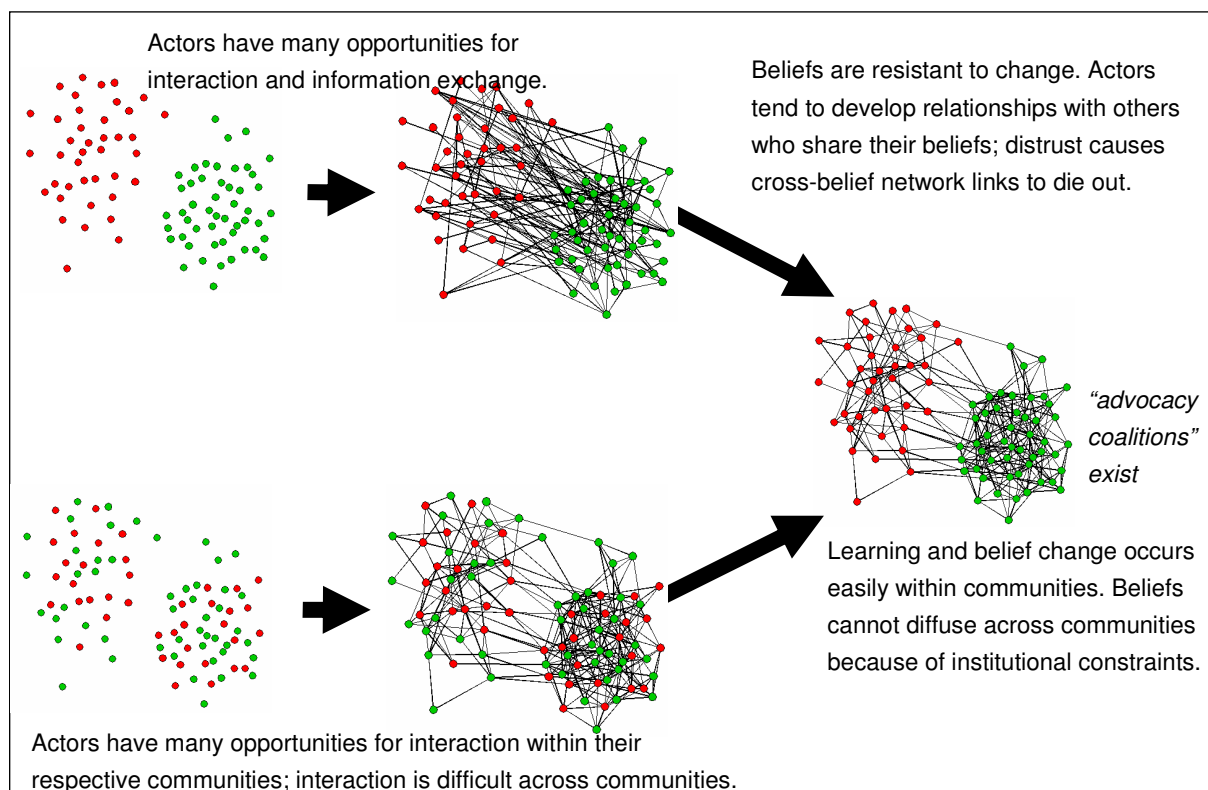 Actors have many opportunities for
interaction and information exchange.
Beliefs are resistant to change. Actors
tend to develop relationships with others
who share their beliefs; distrust causes
cross-belief network links to die out.
“advocacy
coalitions”
exist
Learning and belief change occurs
easily within communities. Beliefs
cannot diffuse across communities
because of institutional constraints.
Actors have many opportunities for interaction within their
respective communities; interaction is difficult across communities.